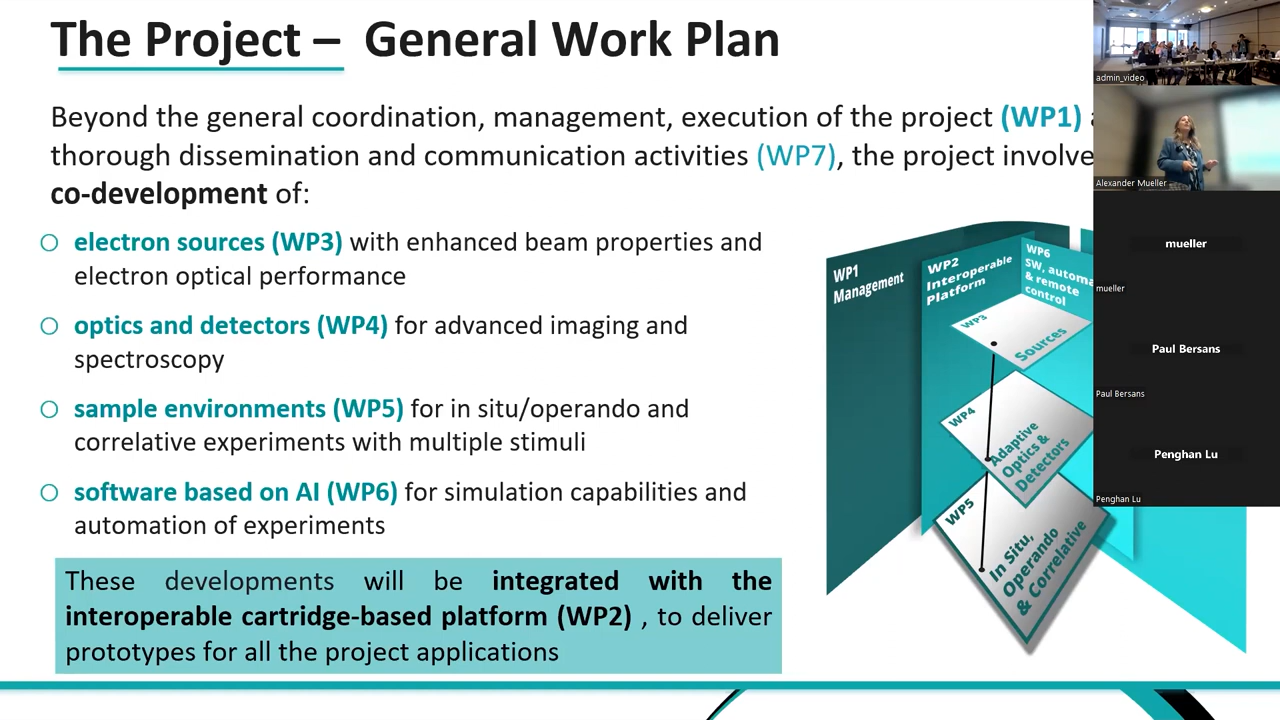 The Project – General Work Plan
Beyond the general coordination, management, execution of the project (WP1)
thorough dissemination and communication activities (WP7), the project involve
co-development of:
electron sources (WP3) with enhanced beam properties and
electron optical performance
optics and detectors (WP4) for advanced imaging and
spectroscopy
sample environments (WP5) for in situ/operando and
correlative experiments with multiple stimuli
software based on AI (WP6) for simulation capabilities and
automation of experiments
These developments will be integrated with the
interoperable cartridge-based platform (WP2) , to deliver
prototypes for all the project applications
WP1
Management
WP2
Interoperable
Platform
WP6
SW, automa
& remote
control
WP3
Sources
WP4
Adaptive
Optics &
Detectors
WP5
In Situ,
Operando
& Correlative
admin_video
Alexander Mueller
mueller
mueller
Paul Bersans
Paul Bersans
Penghan Lu
Penghan Lu